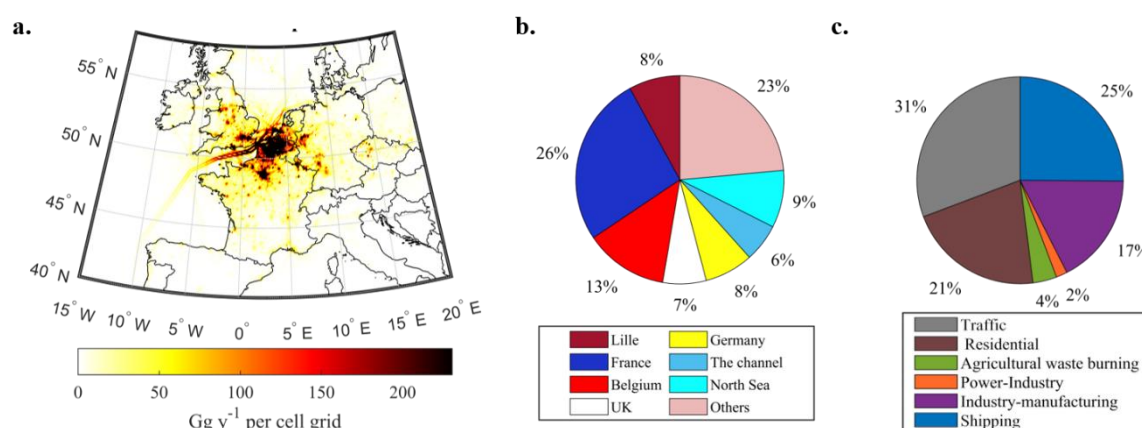 a.
55° N
50° N
45° N
40° N
15° W
10° W
5° W
0°
5° E
10° E
15° E
20° E
0
50
100
150
200
Gg y⁻¹ per cell grid
b.
8%
23%
26%
9%
6%
13%
7%
8%
Lille
Germany
France
The channel
Belgium
North Sea
UK
Others
c.
31%
25%
17%
21%
4%
2%
Traffic
Residential
Agricultural waste burning
Power-Industry
Industry-manufacturing
Shipping